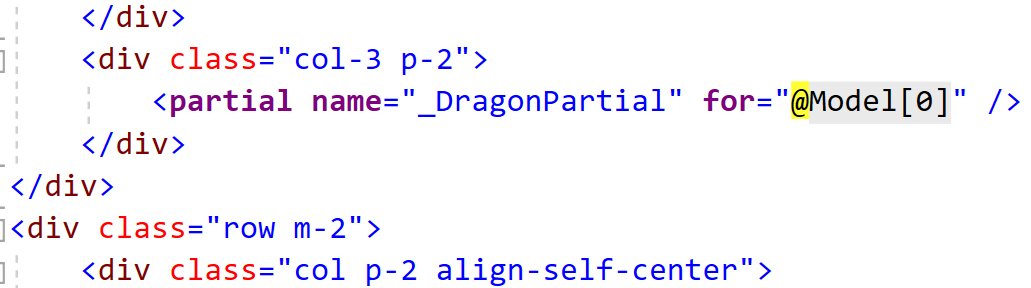 </div>
<div class="col-3 p-2">
<partial name="_DragonPartial" for="@Model[0]" />
</div>
</div>
<div class="row m-2">
<div class="col p-2 align-self-center">